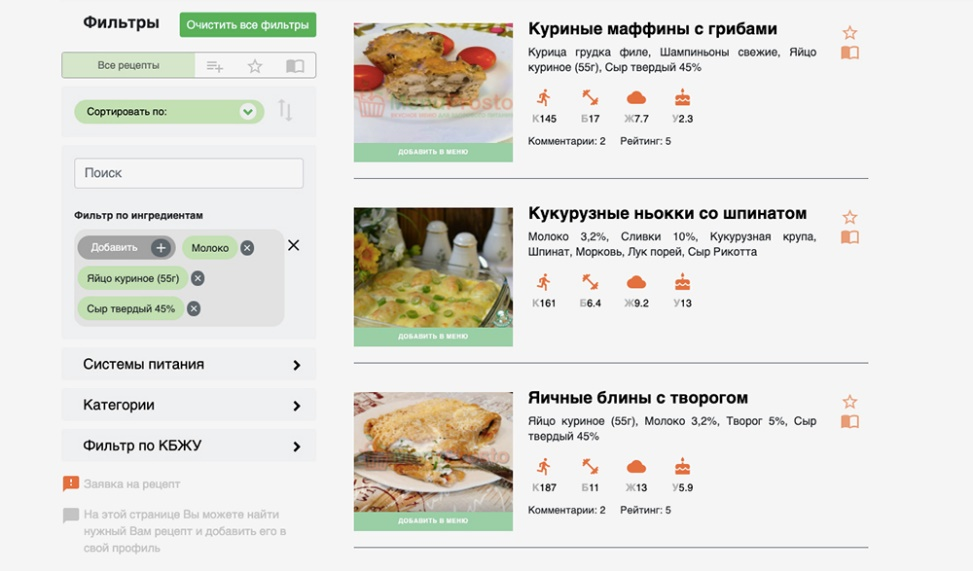 Фильтры
Очистить все фильтры
Все рецепты
Сортировать по:
Поиск
Фильтр по ингредиентам
Добавить
Молоко
Яйцо куриное (55г)
Сыр твердый 45%
Системы питания
Категории
Фильтр по КБЖУ
Заявка на рецепт
На этой странице Вы можете найти
нужный Вам рецепт и добавить его в
свой профиль
ДОБАВИТЬ В МЕНЮ
Куриные маффины с грибами
Курица грудка филе, Шампиньоны свежие, Яйцо
куриное (55г), Сыр твердый 45%
К145 Б17 Ж7.7 У2.3
Комментарии: 2 Рейтинг: 5
ДОБАВИТЬ В МЕНЮ
Кукурузные ньокки со шпинатом
Молоко 3,2%, Сливки 10%, Кукурузная крупа,
Шпинат, Морковь, Лук порей, Сыр Рикотта
К161 Б6.4 Ж9.2 У13
ДОБАВИТЬ В МЕНЮ
Яичные блины с творогом
Яйцо куриное (55г), Молоко 3,2%, Творог 5%, Сыр
твердый 45%
К187 Б11 Ж13 У5.9
Комментарии: 2 Рейтинг: 5